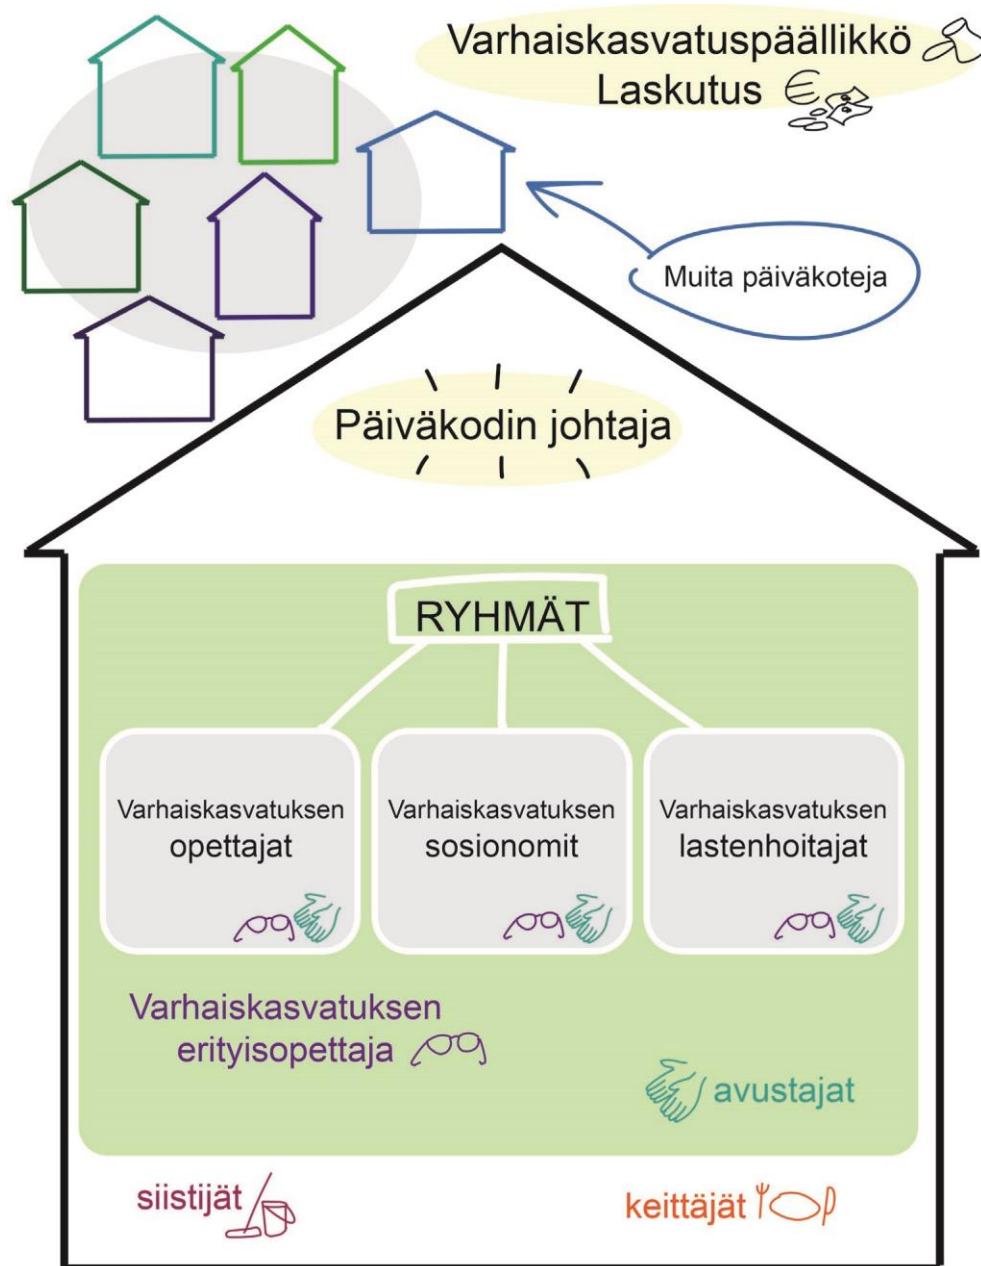 Varhaiskasvatuspäällikkö
Laskutus €
Muita päiväkoteja
Päiväkodin johtaja
RYHMÄT
Varhaiskasvatuksen
opettajat
Varhaiskasvatuksen
sosionomit
Varhaiskasvatuksen
lastenhoitajat
Varhaiskasvatuksen
erityisopettaja
avustajat
siistijät
keittäjät